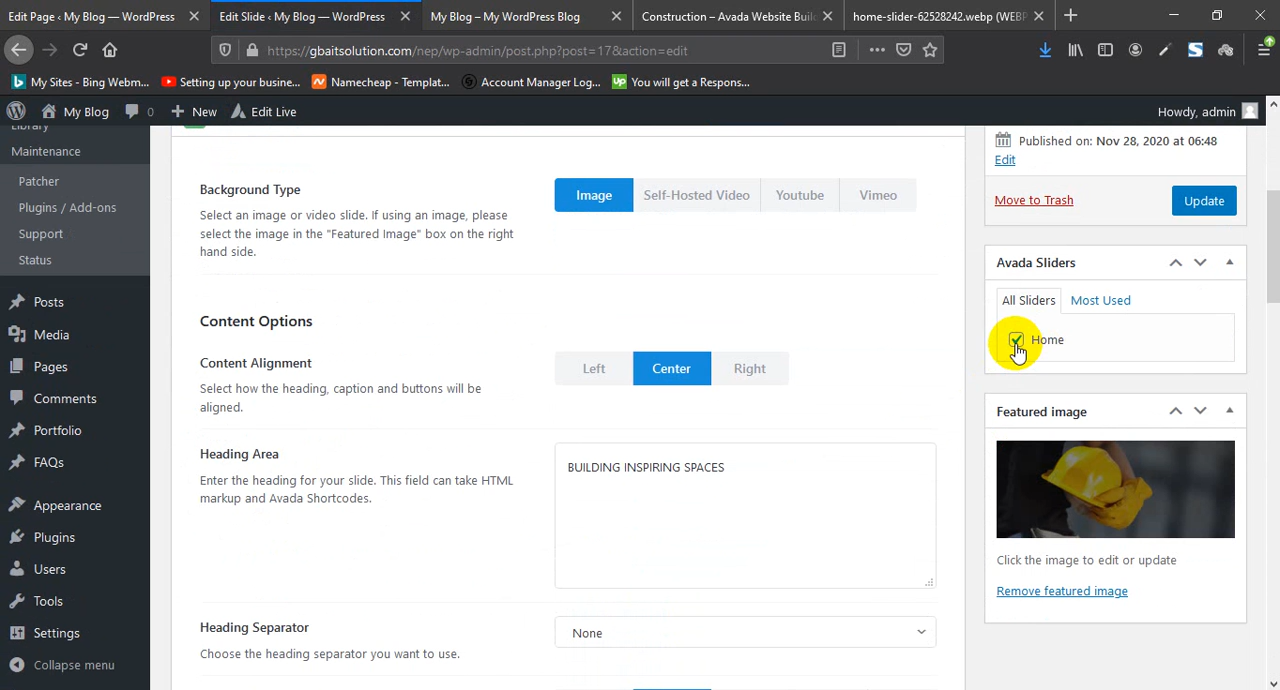 Edit Page ‹ My Blog — WordPress
Edit Slide ‹ My Blog — WordPress
My Blog – My WordPress Blog
Construction – Avada Website Buil
home-slider-62528242.webp (WEBP
https://gbaitsolution.com/nep/wp-admin/post.php?post=17&action=edit
My Sites - Bing Webm...
Setting up your busine...
Namecheap - Templat...
Account Manager Log...
You will get a Respons...
My Blog
0
New
Edit Live
Howdy, admin
Library
Maintenance
Patcher
Plugins / Add-ons
Support
Status
Posts
Media
Pages
Comments
Portfolio
FAQs
Appearance
Plugins
Users
Tools
Settings
Collapse menu
Background Type
Select an image or video slide. If using an image, please
select the image in the "Featured Image" box on the right
hand side.
Image
Self-Hosted Video
Youtube
Vimeo
Content Options
Content Alignment
Select how the heading, caption and buttons will be
aligned.
Left
Center
Right
Heading Area
Enter the heading for your slide. This field can take HTML
markup and Avada Shortcodes.
BUILDING INSPIRING SPACES
Heading Separator
Choose the heading separator you want to use.
None
Published on: Nov 28, 2020 at 06:48
Edit
Move to Trash
Update
Avada Sliders
All Sliders
Most Used
Home
Featured image
Click the image to edit or update
Remove featured image